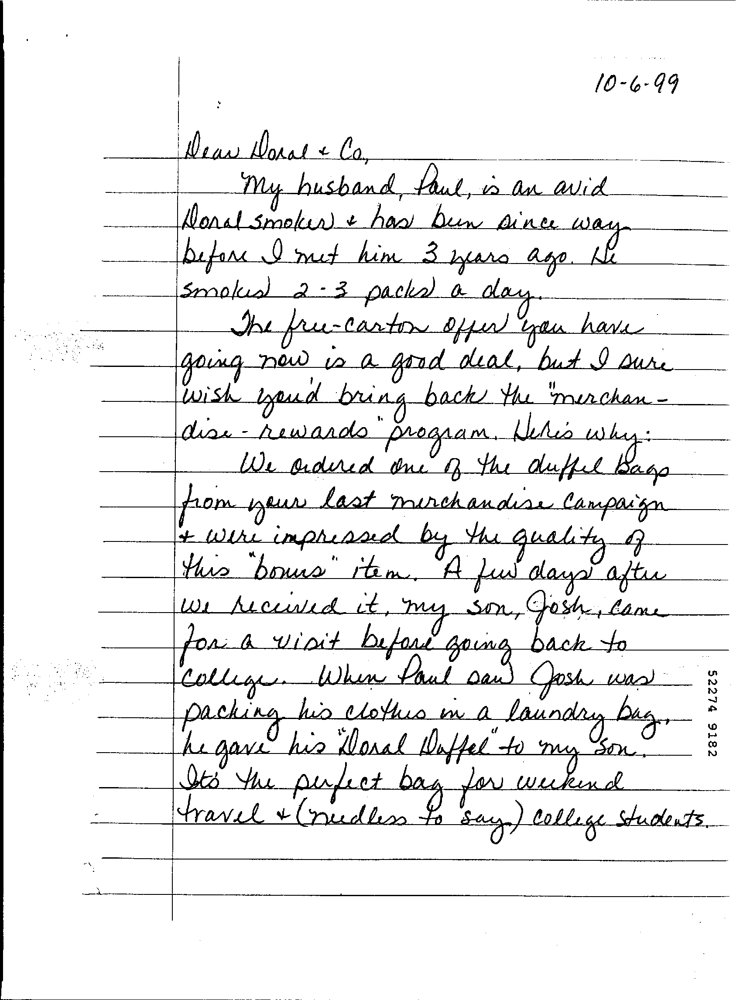 10-6-99
Dear Doral & Co,
My husband, Paul, is an avid
Doral smoker & has been since way
before I met him 3 years ago. He
smokes 2-3 packs a day.
The free-carton offer you have
going now is a good deal, but I sure
wish you'd bring back the "merchan-
dise-rewards" program. Here's why:
We ordered one of the duffel bags
from your last merchandise campaign
& were impressed by the quality of
this "bonus" item. A few days after
we received it, my son, Josh, came
for a visit before going back to
college. When Paul saw Josh was
packing his clothes in a laundry bag,
he gave his "Doral Duffel" to my son.
It's the perfect bag for weekend
travel & (needless to say) college students.
52274 9182